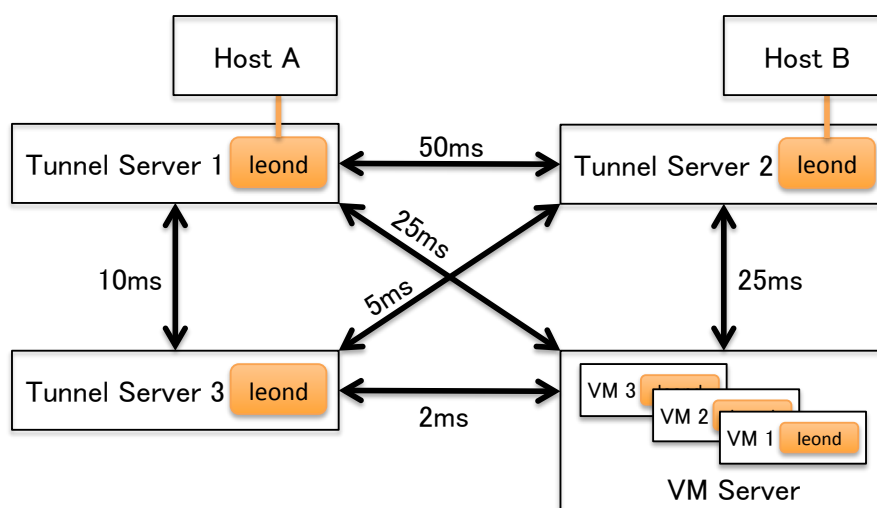 Host A
Host B
Tunnel Server 1
leond
50ms
Tunnel Server 2
leond
25ms
10ms
5ms
25ms
Tunnel Server 3
leond
2ms
VM 3
leond
VM 2
VM 1
leond
VM Server